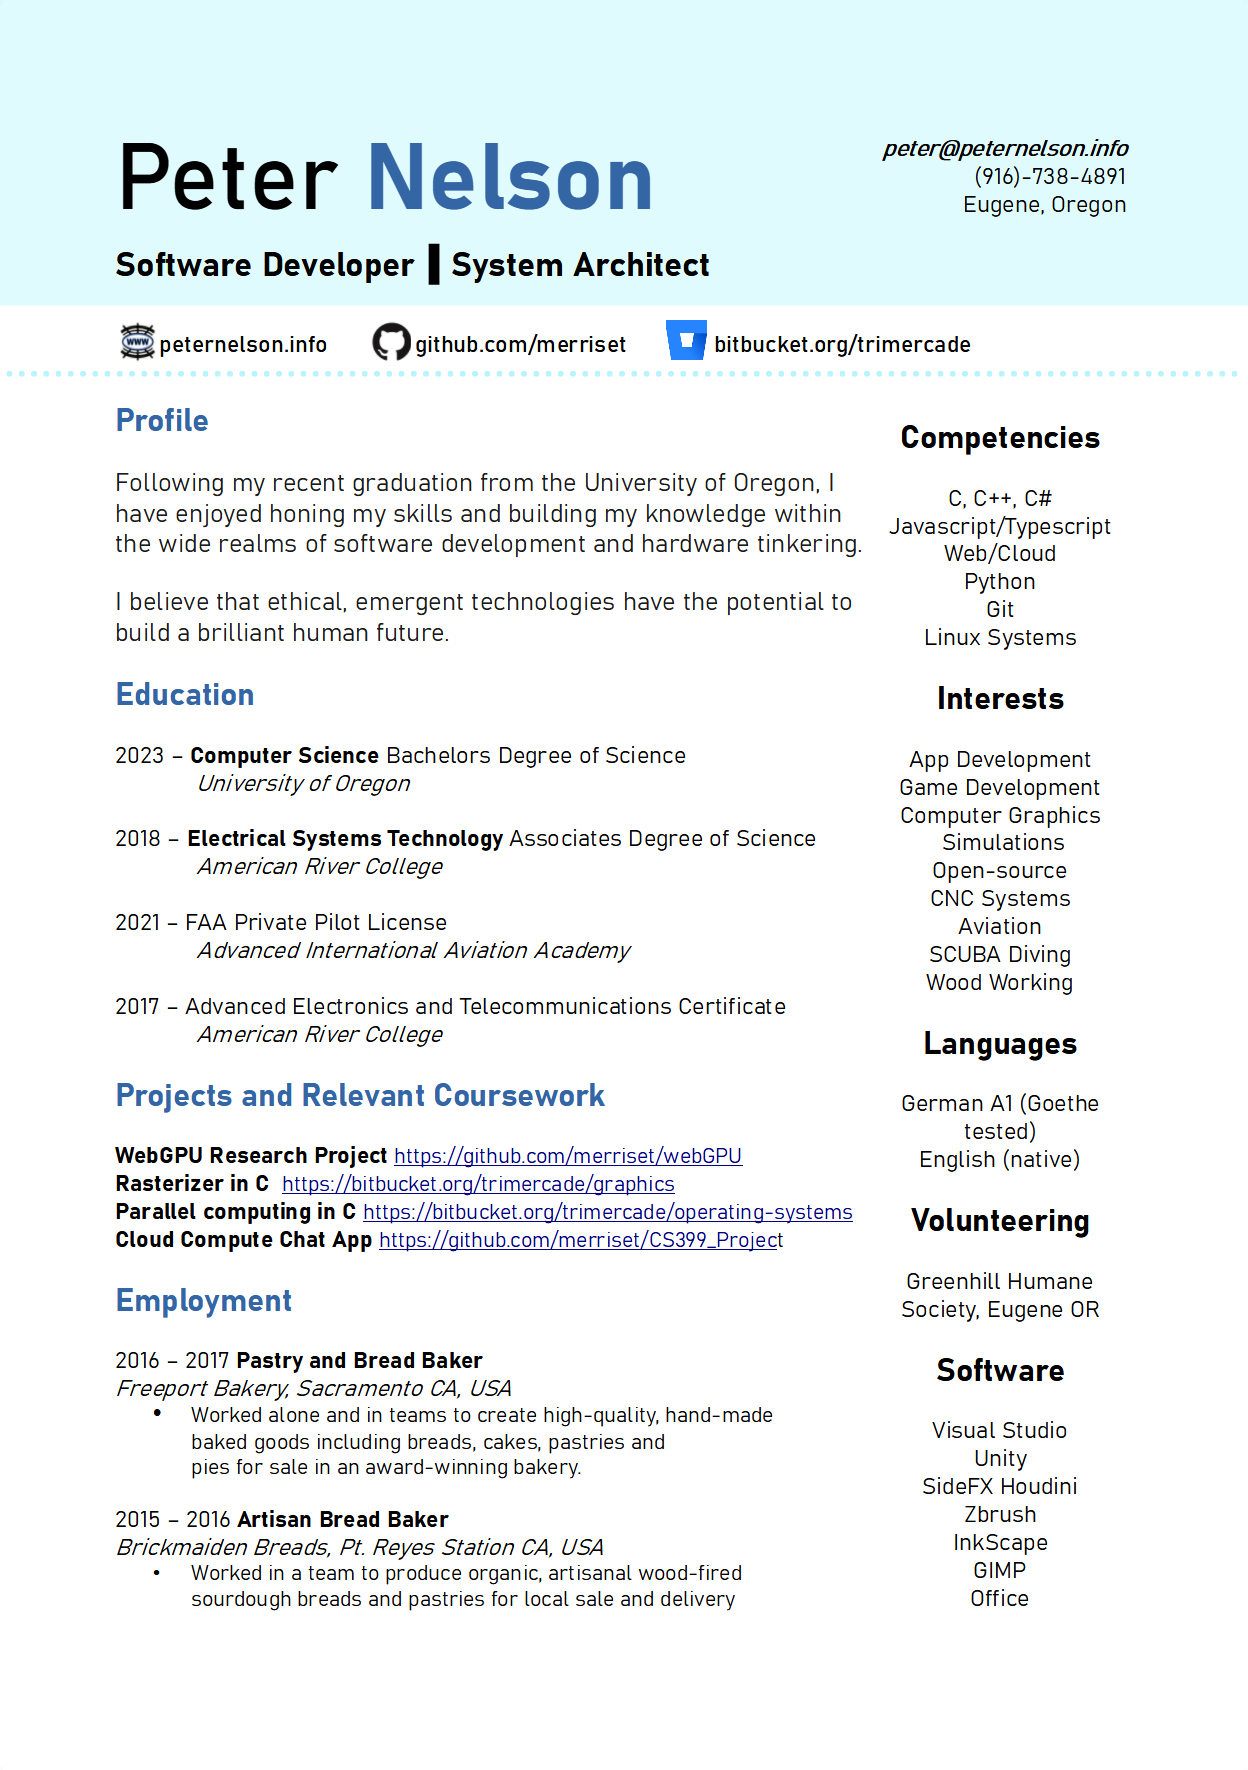 Peter Nelson
peter@peternelson.info
(916)-738-4891
Eugene, Oregon
Software Developer | System Architect
www
peternelson.info
github.com/merriset
bitbucket.org/trimercade
Profile
Following my recent graduation from the University of Oregon, I
have enjoyed honing my skills and building my knowledge within
the wide realms of software development and hardware tinkering.
I believe that ethical, emergent technologies have the potential to
build a brilliant human future.
Education
2023 – Computer Science Bachelors Degree of Science
University of Oregon
2018 – Electrical Systems Technology Associates Degree of Science
American River College
2021 – FAA Private Pilot License
Advanced International Aviation Academy
2017 – Advanced Electronics and Telecommunications Certificate
American River College
Projects and Relevant Coursework
WebGPU Research Project https://github.com/merriset/webGPU
Rasterizer in C https://bitbucket.org/trimercade/graphics
Parallel computing in C https://bitbucket.org/trimercade/operating-systems
Cloud Compute Chat App https://github.com/merriset/CS399_Project
Employment
2016 – 2017 Pastry and Bread Baker
Freeport Bakery, Sacramento CA, USA
• Worked alone and in teams to create high-quality, hand-made
baked goods including breads, cakes, pastries and
pies for sale in an award-winning bakery.
2015 – 2016 Artisan Bread Baker
Brickmaiden Breads, Pt. Reyes Station CA, USA
• Worked in a team to produce organic, artisanal wood-fired
sourdough breads and pastries for local sale and delivery
Competencies
C, C++, C#
Javascript/Typescript
Web/Cloud
Python
Git
Linux Systems
Interests
App Development
Game Development
Computer Graphics
Simulations
Open-source
CNC Systems
Aviation
SCUBA Diving
Wood Working
Languages
German A1 (Goethe
tested)
English (native)
Volunteering
Greenhill Humane
Society, Eugene OR
Software
Visual Studio
Unity
SideFX Houdini
Zbrush
InkScape
GIMP
Office